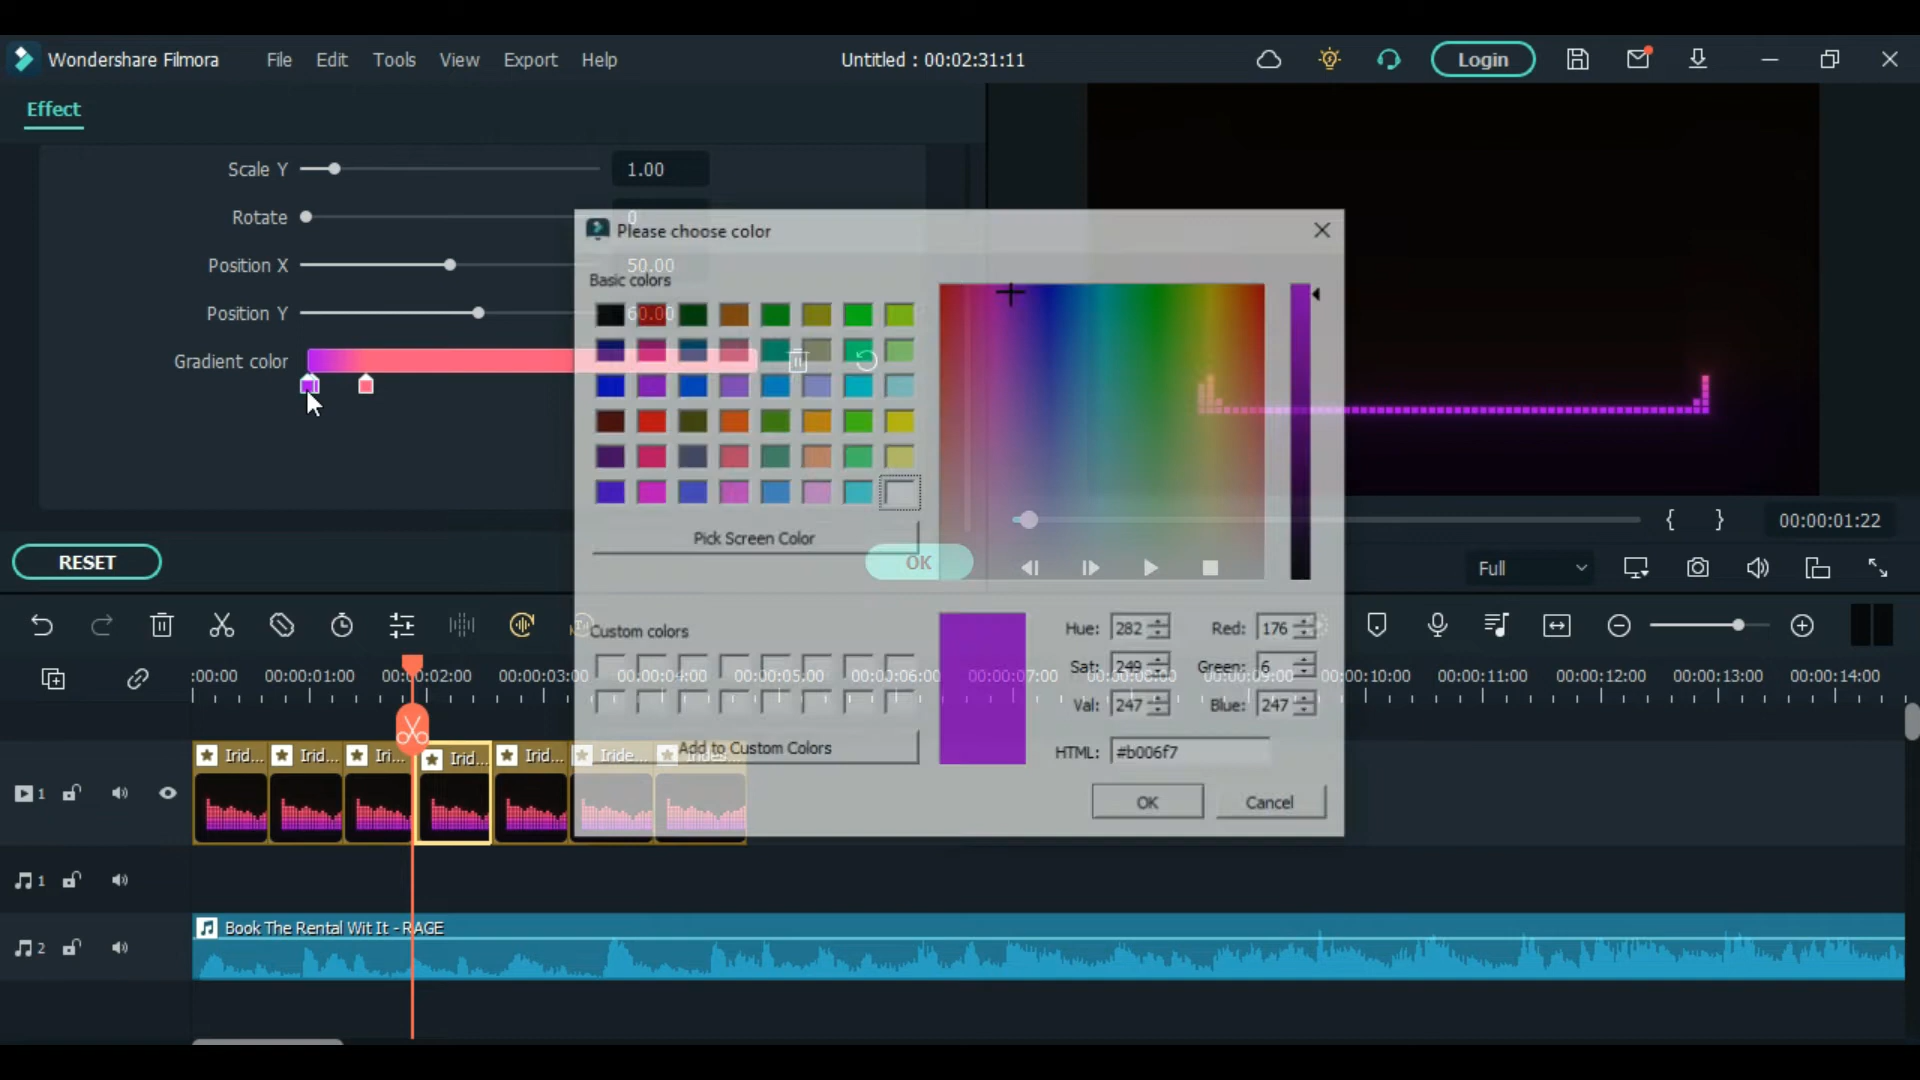 Wondershare Filmora File Edit Tools View Export Help Untitled : 00:02:31:11 Login
Effect
Scale Y 1.00
Rotate 0
Position X 50.00
Position Y 60.00
Gradient color
RESET
OK
Please choose color
Basic colors
Pick Screen Color
Custom colors
Add to Custom Colors
Hue: 282 Red: 176
Sat: 249 Green: 6
Val: 247 Blue: 247
HTML: #b006f7
OK Cancel
{ } 00:00:01:22
Full
:00:00 00:00:01:00 00:00:02:00 00:00:03:00 00:00:04:00 00:00:05:00 00:00:06:00 00:00:07:00 00:00:08:00 00:00:09:00 00:00:10:00 00:00:11:00 00:00:12:00 00:00:13:00 00:00:14:00
1 Irid... Irid... Iri... Irid... Irid... Iride...
1
2 Book The Rental Wit It - RAGE